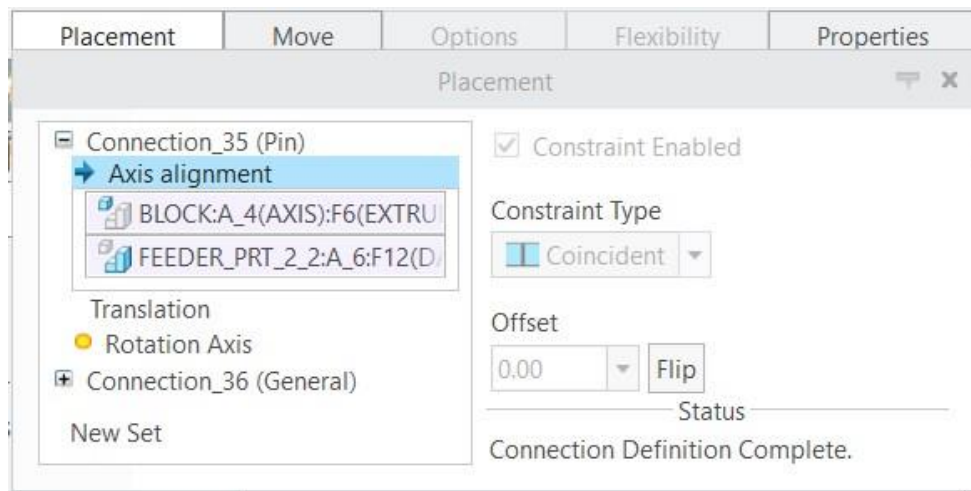 Placement Move Options Flexibility Properties
Placement
Connection_35 (Pin)
Axis alignment
BLOCK:A_4(AXIS):F6(EXTRU
FEEDER_PRT_2_2:A_6:F12(D
Translation
Rotation Axis
Connection_36 (General)
New Set
Constraint Enabled
Constraint Type
Coincident
Offset
0.00 Flip
Status
Connection Definition Complete.